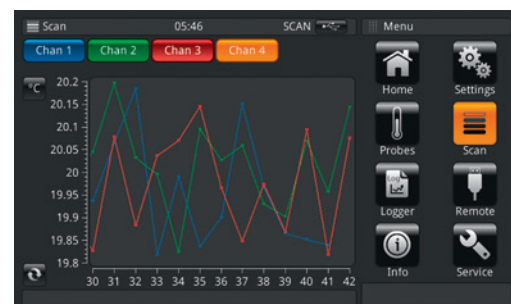 Scan 05:46 SCAN Menu
Chan 1 Chan 2 Chan 3 Chan 4
°C
20.2
20.15
20.1
20.05
20
19.95
19.9
19.85
19.8
30 31 32 33 34 35 36 37 38 39 40 41 42
Home Settings
Probes Scan
Log
Logger Remote
Info Service